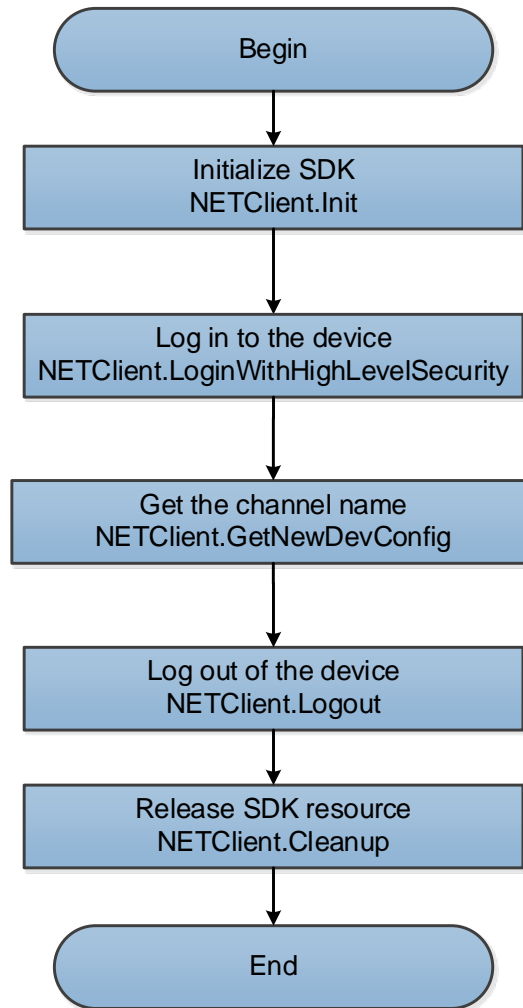 Begin
Initialize SDK
NETClient.Init
Log in to the device
NETClient.LoginWithHighLevelSecurity
Get the channel name
NETClient.GetNewDevConfig
Log out of the device
NETClient.Logout
Release SDK resource
NETClient.Cleanup
End